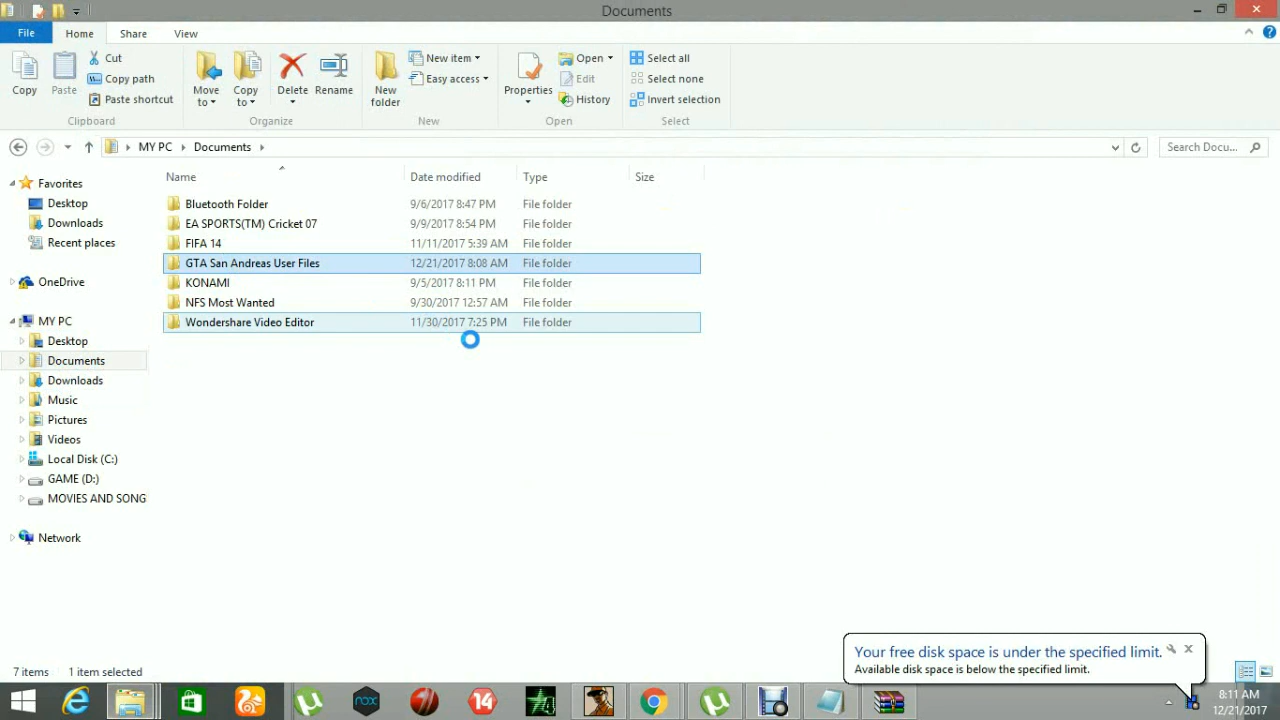 Documents
File Home Share View
Copy
Paste
Cut
Copy path
Paste shortcut
Clipboard
Move to
Copy to
Delete
Rename
Organize
New folder
New item
Easy access
New
Properties
Open
Edit
History
Open
Select all
Select none
Invert selection
Select
MY PC Documents
Search Docu...
Name Date modified Type Size
Favorites
Desktop
Downloads
Recent places
OneDrive
MY PC
Desktop
Documents
Downloads
Music
Pictures
Videos
Local Disk (C:)
GAME (D:)
MOVIES AND SONG
Network
Bluetooth Folder 9/6/2017 8:47 PM File folder
EA SPORTS(TM) Cricket 07 9/9/2017 8:54 PM File folder
FIFA 14 11/11/2017 5:39 AM File folder
GTA San Andreas User Files 12/21/2017 8:08 AM File folder
KONAMI 9/5/2017 8:11 PM File folder
NFS Most Wanted 9/30/2017 12:57 AM File folder
Wondershare Video Editor 11/30/2017 7:25 PM File folder
Your free disk space is under the specified limit.
Available disk space is below the specified limit.
7 items 1 item selected
nox
14
8:11 AM
12/21/2017